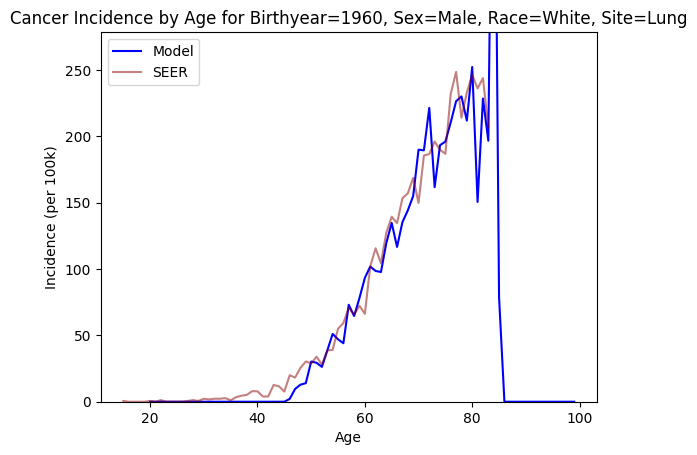 Cancer Incidence by Age for Birthyear=1960, Sex=Male, Race=White, Site=Lung
Model
SEER
Incidence (per 100k)
250
200
150
100
50
0
20
40
60
80
100
Age